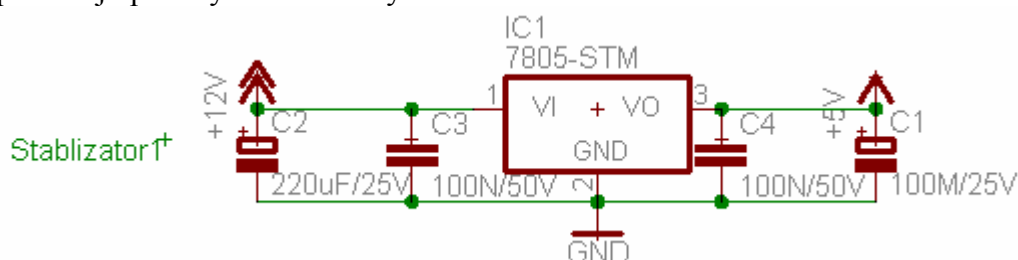 IC1
7805-STM
+12V
1
VI
VO
3
+5V
C2
C3
C4
C1
Stablizator1
GND
220uF/25V
100N/50V
2
100N/50V
100M/25V
GND